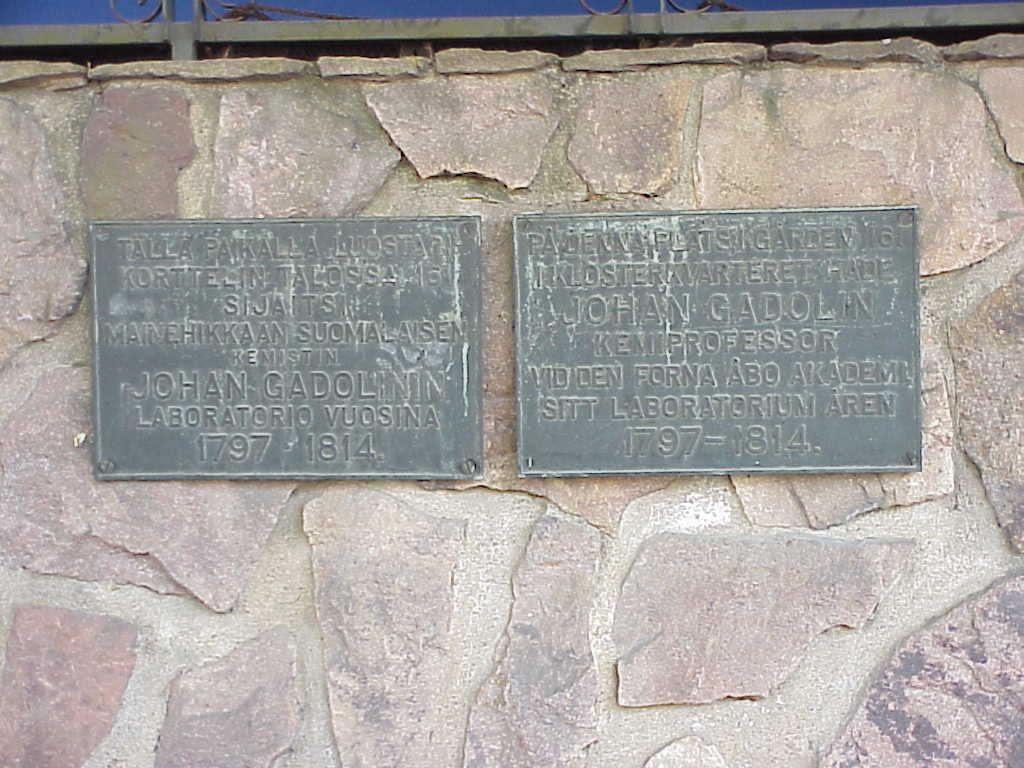 TÄLLÄ PAIKALLA LUOSTARI-
KORTTELIN TALOSSA 161
SIJAITSI
MAINEHIKKAAN SUOMALAISEN
KEMISTIN
JOHAN GADOLININ
LABORATORIO VUOSINA
1797 - 1814.
PÅ DENNA PLATS I GÅRDEN 161
I KLOSTERKVARTERET HADE
JOHAN GADOLIN
KEMIPROFESSOR
VID DEN FORNA ÅBO AKADEMI
SITT LABORATORIUM ÅREN
1797 - 1814.